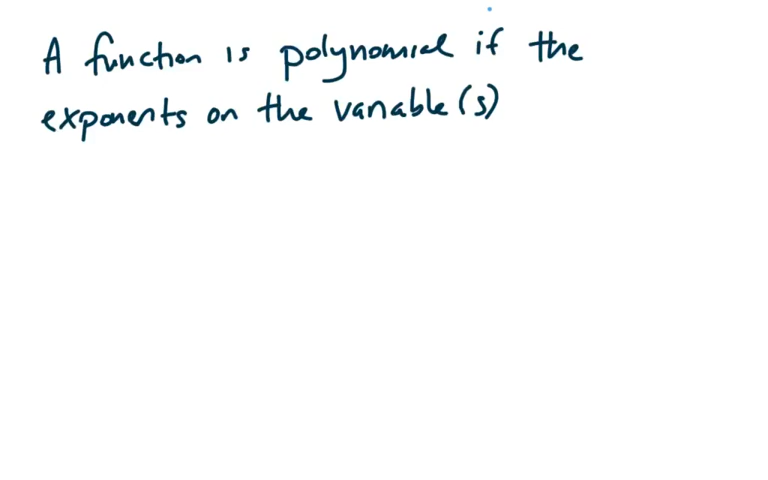 A function is polynomial if the
exponents on the variable(s)